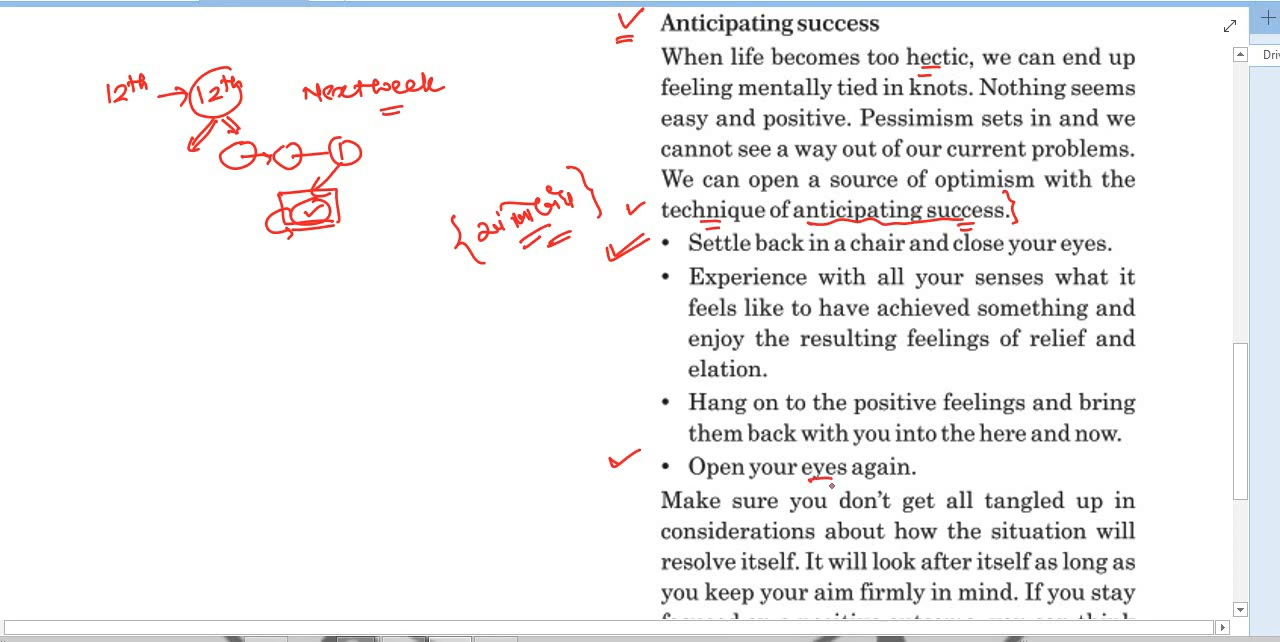 Anticipating success
When life becomes too hectic, we can end up
feeling mentally tied in knots. Nothing seems
easy and positive. Pessimism sets in and we
cannot see a way out of our current problems.
We can open a source of optimism with the
technique of anticipating success.
• Settle back in a chair and close your eyes.
• Experience with all your senses what it
feels like to have achieved something and
enjoy the resulting feelings of relief and
elation.
• Hang on to the positive feelings and bring
them back with you into the here and now.
• Open your eyes again.
Make sure you don't get all tangled up in
considerations about how the situation will
resolve itself. It will look after itself as long as
you keep your aim firmly in mind. If you stay
12th → 12th Next week
Driv